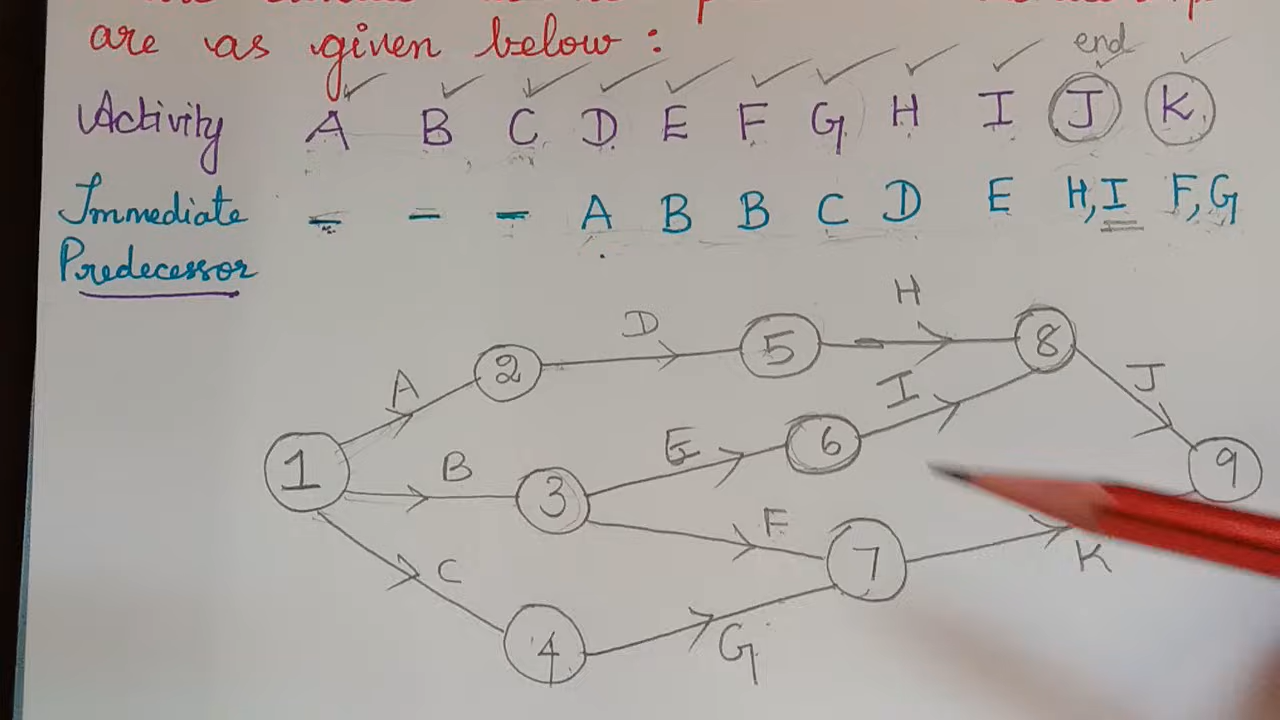 are as given below :
end
Activity A B C D E F G H I J K
Immediate - - - A B B C D E H, I F, G
Predecessor
H
D
5 8
A 2 I J
E 6
B 9
1 3
F
7 K
C
G
4